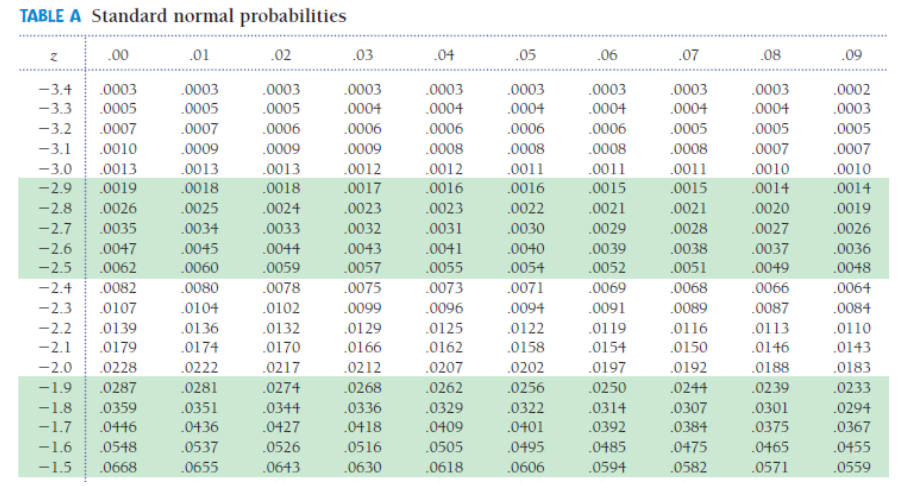 TABLE A Standard normal probabilities
z .00 .01 .02 .03 .04 .05 .06 .07 .08 .09
−3.4 .0003 .0003 .0003 .0003 .0003 .0003 .0003 .0003 .0003 .0002
−3.3 .0005 .0005 .0005 .0004 .0004 .0004 .0004 .0004 .0004 .0003
−3.2 .0007 .0007 .0006 .0006 .0006 .0006 .0006 .0005 .0005 .0005
−3.1 .0010 .0009 .0009 .0009 .0008 .0008 .0008 .0008 .0007 .0007
−3.0 .0013 .0013 .0013 .0012 .0012 .0011 .0011 .0011 .0010 .0010
−2.9 .0019 .0018 .0018 .0017 .0016 .0016 .0015 .0015 .0014 .0014
−2.8 .0026 .0025 .0024 .0023 .0023 .0022 .0021 .0021 .0020 .0019
−2.7 .0035 .0034 .0033 .0032 .0031 .0030 .0029 .0028 .0027 .0026
−2.6 .0047 .0045 .0044 .0043 .0041 .0040 .0039 .0038 .0037 .0036
−2.5 .0062 .0060 .0059 .0057 .0055 .0054 .0052 .0051 .0049 .0048
−2.4 .0082 .0080 .0078 .0075 .0073 .0071 .0069 .0068 .0066 .0064
−2.3 .0107 .0104 .0102 .0099 .0096 .0094 .0091 .0089 .0087 .0084
−2.2 .0139 .0136 .0132 .0129 .0125 .0122 .0119 .0116 .0113 .0110
−2.1 .0179 .0174 .0170 .0166 .0162 .0158 .0154 .0150 .0146 .0143
−2.0 .0228 .0222 .0217 .0212 .0207 .0202 .0197 .0192 .0188 .0183
−1.9 .0287 .0281 .0274 .0268 .0262 .0256 .0250 .0244 .0239 .0233
−1.8 .0359 .0351 .0344 .0336 .0329 .0322 .0314 .0307 .0301 .0294
−1.7 .0446 .0436 .0427 .0418 .0409 .0401 .0392 .0384 .0375 .0367
−1.6 .0548 .0537 .0526 .0516 .0505 .0495 .0485 .0475 .0465 .0455
−1.5 .0668 .0655 .0643 .0630 .0618 .0606 .0594 .0582 .0571 .0559